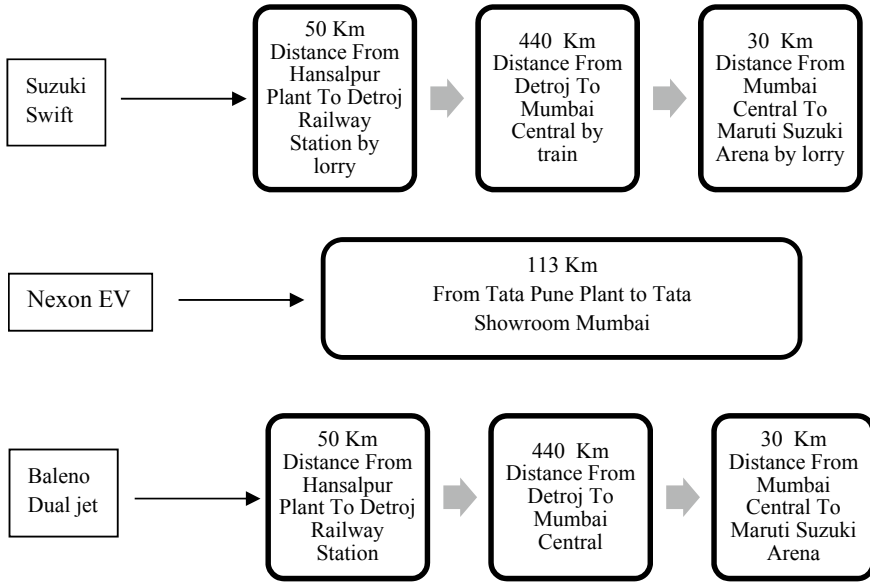 Suzuki
Swift
50 Km
Distance From
Hansalpur
Plant To Detroj
Railway
Station by
lorry
440 Km
Distance From
Detroj To
Mumbai
Central by
train
30 Km
Distance From
Mumbai
Central To
Maruti Suzuki
Arena by lorry
Nexon EV
113 Km
From Tata Pune Plant to Tata
Showroom Mumbai
Baleno
Dual jet
50 Km
Distance From
Hansalpur
Plant To Detroj
Railway
Station
440 Km
Distance From
Detroj To
Mumbai
Central
30 Km
Distance From
Mumbai
Central To
Maruti Suzuki
Arena